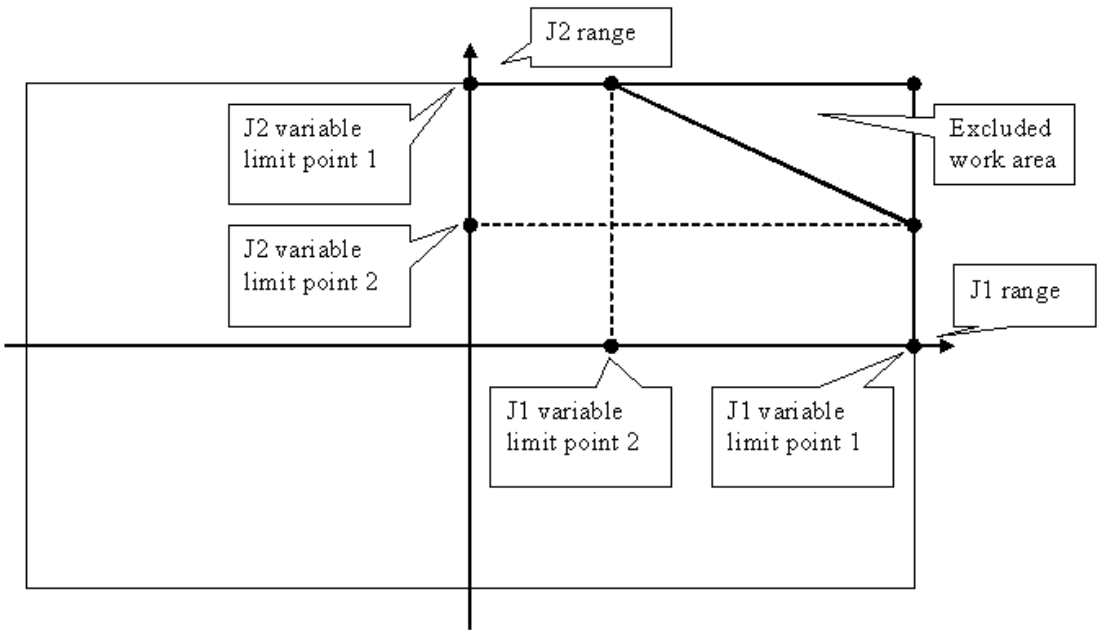 J2 range
J2 variable
limit point 1
Excluded
work area
J2 variable
limit point 2
J1 range
J1 variable
limit point 2
J1 variable
limit point 1